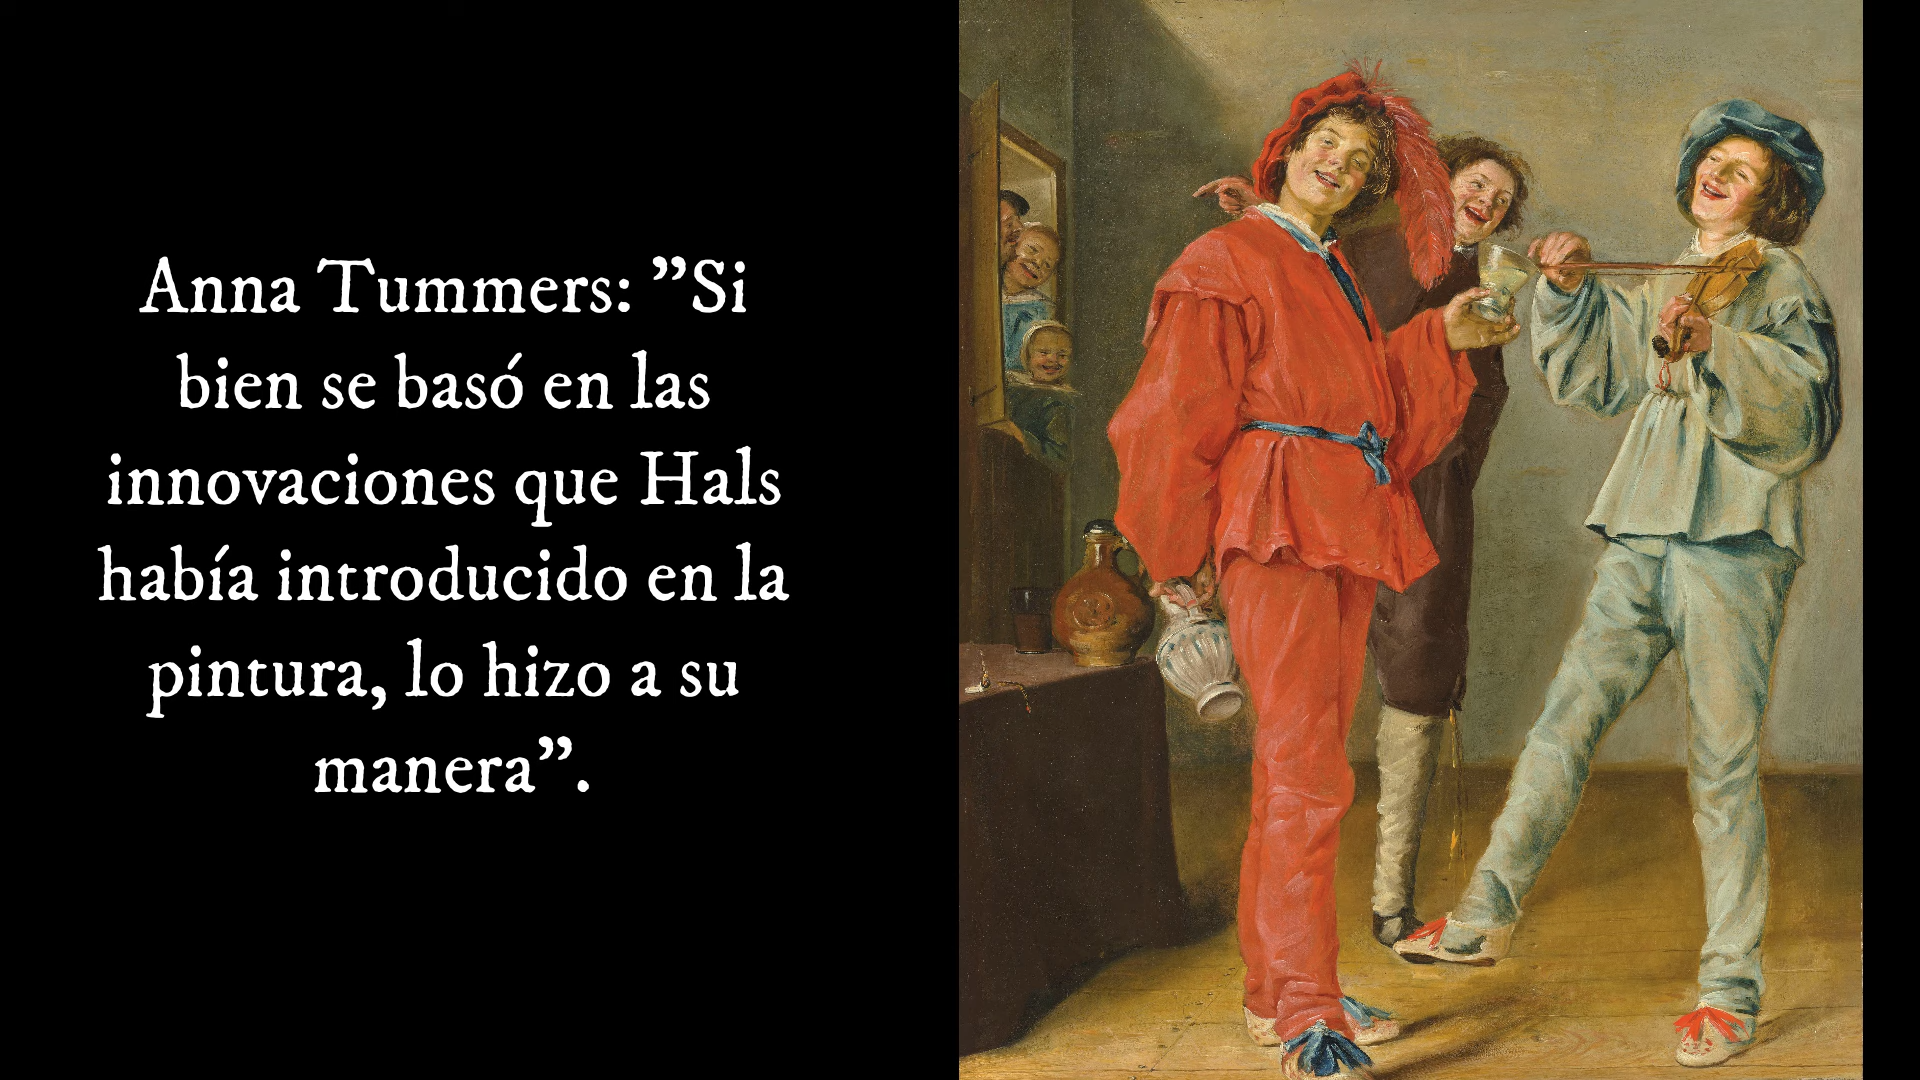 Anna Tummers: ”Si
bien se basó en las
innovaciones que Hals
había introducido en la
pintura, lo hizo a su
manera”.